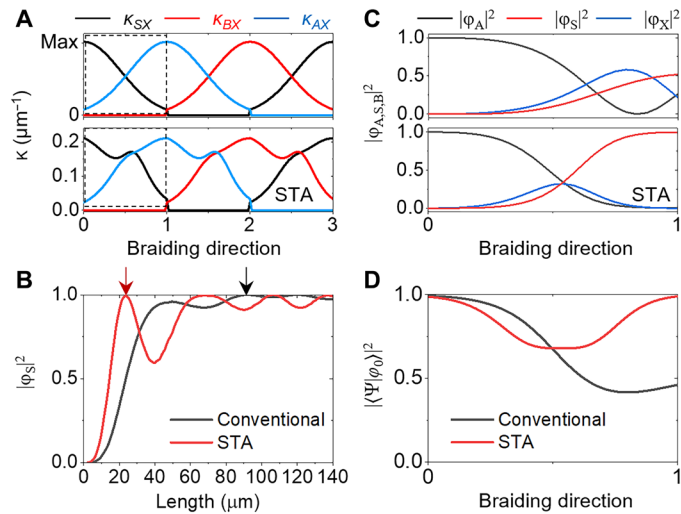 A
κSX κBX κAX
Max
0
0.2
0.1
0.0
STA
κ (μm⁻¹)
0 1 2 3
Braiding direction
B
1.0
0.5
0.0
|φS|²
Conventional
STA
0 20 40 60 80 100 120 140
Length (μm)
C
|φA|² |φS|² |φX|²
1.0
0.5
0.0
1.0
0.5
0.0
STA
|φA,S,B|²
0 1
Braiding direction
D
1.0
0.5
0.0
|⟨Ψ|φ0⟩|²
Conventional
STA
0 1
Braiding direction